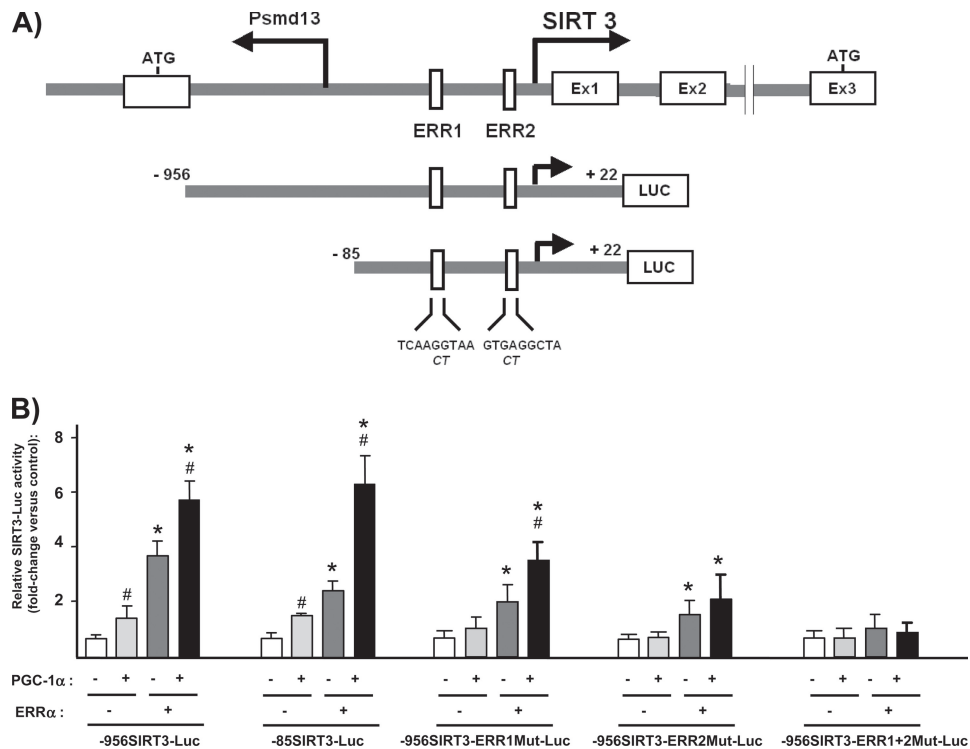 A)
Psmd13
SIRT 3
ATG
ATG
Ex1
Ex2
Ex3
ERR1
ERR2
- 956
+ 22
LUC
- 85
+ 22
LUC
TCAAGGTAA GTGAGGCTA
CT CT
B)
Relative SIRT3-Luc activity
(fold-change versus control):
8
6
4
2
# * * #
# * * #
* * #
* *
PGC-1α : - + - + - + - + - + - + - + - + - + - +
ERRα : - + - + - + - + - +
-956SIRT3-Luc
-85SIRT3-Luc
-956SIRT3-ERR1Mut-Luc
-956SIRT3-ERR2Mut-Luc
-956SIRT3-ERR1+2Mut-Luc